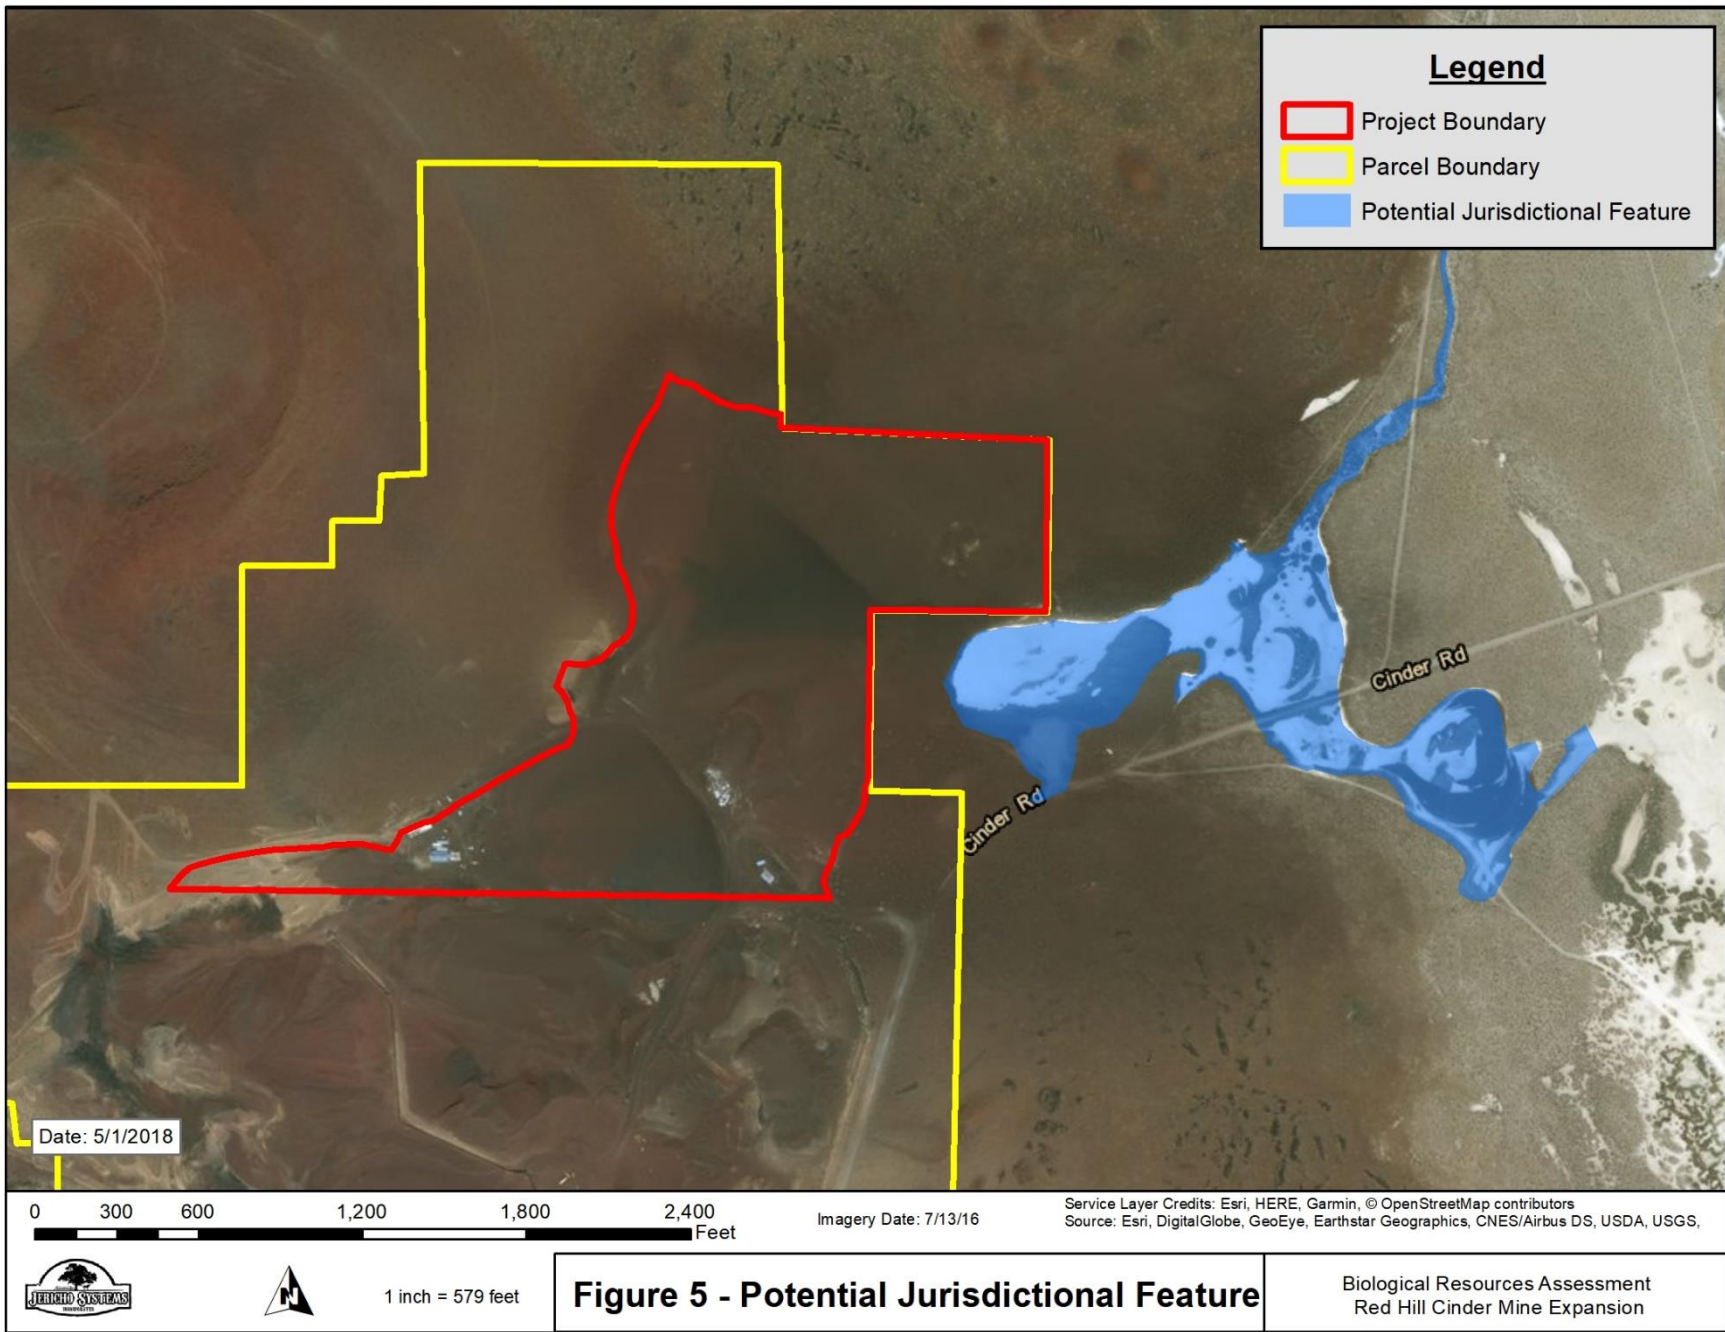 Legend
Project Boundary
Parcel Boundary
Potential Jurisdictional Feature
Cinder Rd
Cinder Rd
Date: 5/1/2018
0 300 600 1,200 1,800 2,400
Feet
Imagery Date: 7/13/16
Service Layer Credits: Esri, HERE, Garmin, © OpenStreetMap contributors
Source: Esri, DigitalGlobe, GeoEye, Earthstar Geographics, CNES/Airbus DS, USDA, USGS,
JERICHO SYSTEMS
INCORPORATED
N
1 inch = 579 feet
Figure 5 - Potential Jurisdictional Feature
Biological Resources Assessment
Red Hill Cinder Mine Expansion